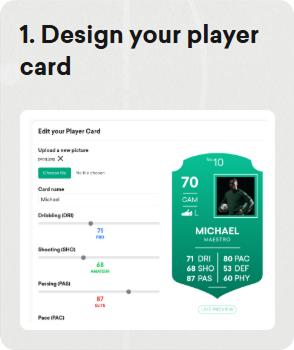 1. Design your player
card
Edit your Player Card
Upload a new picture
Choose file No file chosen
Card name
Michael
Dribbling (DRI)
71
PRO
Shooting (SHO)
68
AMATEUR
Passing (PAS)
87
ELITE
Pace (PAC)
No 10
70
CAM
L
MICHAEL
MAESTRO
71 DRI 80 PAC
68 SHO 53 DEF
87 PAS 60 PHY
LIVE PREVIEW